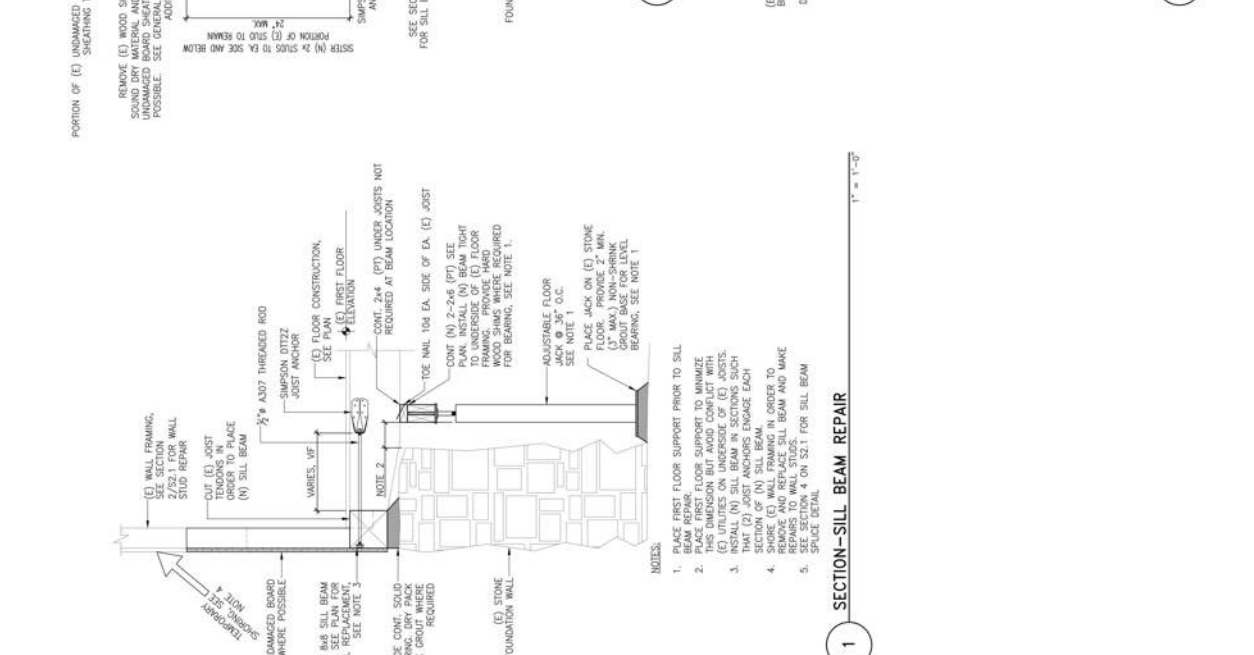 PORTION OF (E) UNDAMAGED
SHEATHING
REMOVE (E) WOOD
SOUND DRY MATERIAL AND
UNDAMAGED BOARD
POSSIBLE. SEE GENERAL
24" MAX.
SISTER (N) 2x STUDS TO EA SIDE AND BELOW
PORTION OF (E) STUD TO REMAIN
SEE
FOR SILL
(E) WALL FRAMING,
SEE SECTION
2/S2.1 FOR WALL
STUD REPAIR
CUT (E) JOIST
TENDONS IN
ORDER TO PLACE
(N) SILL BEAM
½"ø A307 THREADED ROD
SIMPSON DTT2Z
JOIST ANCHOR
(E) FLOOR CONSTRUCTION,
SEE PLAN
(E) FIRST FLOOR
ELEVATION
CONT. 2x4 (PT) UNDER JOISTS NOT
REQUIRED AT BEAM LOCATION
TOE NAIL 10d EA. SIDE OF EA. (E) JOIST
CONT (N) 2-2x6 (PT) SEE
PLAN. INSTALL (N) BEAM TIGHT
TO UNDERSIDE OF (E) FLOOR
FRAMING. PROVIDE HARD
WOOD SHIMS WHERE REQUIRED
FOR BEARING, SEE NOTE 1.
ADJUSTABLE FLOOR
JACK @ 36" O.C.
SEE NOTE 1
PLACE JACK ON (E) STONE
FLOOR. PROVIDE 2" MIN.
(3" MAX.) NON-SHRINK
GROUT BASE FOR LEVEL
BEARING, SEE NOTE 1
VARIES, VIF
NOTE 2
TEMPORARY
SHORING, SEE
NOTE 4
BOARD
WHERE POSSIBLE
8x8 SILL BEAM
SEE PLAN FOR
REPLACEMENT,
SEE NOTE 3
CONT. SOLID
DRY PACK
GROUT WHERE
REQUIRED
(E) STONE
FOUNDATION WALL
NOTES:
1. PLACE FIRST FLOOR SUPPORT PRIOR TO SILL
BEAM REPAIR.
2. PLACE FIRST FLOOR SUPPORT TO MINIMIZE
THIS DIMENSION BUT AVOID CONFLICT WITH
(E) UTILITIES ON UNDERSIDE OF (E) JOISTS.
3. INSTALL (N) SILL BEAM IN SECTIONS SUCH
THAT (2) JOIST ANCHORS ENGAGE EACH
SECTION OF (N) SILL BEAM.
4. SHORE (E) WALL FRAMING IN ORDER TO
REMOVE AND REPLACE SILL BEAM AND MAKE
REPAIRS TO WALL STUDS.
5. SEE SECTION 4 ON S2.1 FOR SILL BEAM
SPLICE DETAIL
1
SECTION-SILL BEAM REPAIR
1" = 1'-0"